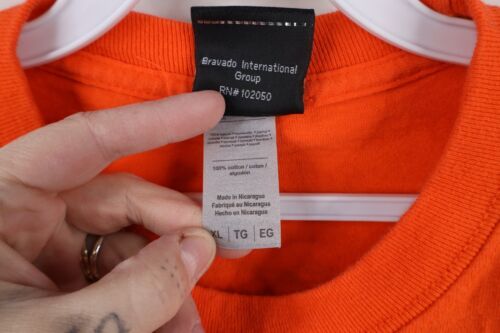 Bravado International
Group
RN#102050
100% cotton / coton /
algodón
Made in Nicaragua
Fabriqué au Nicaragua
Hecho en Nicaragua
XL | TG | EG